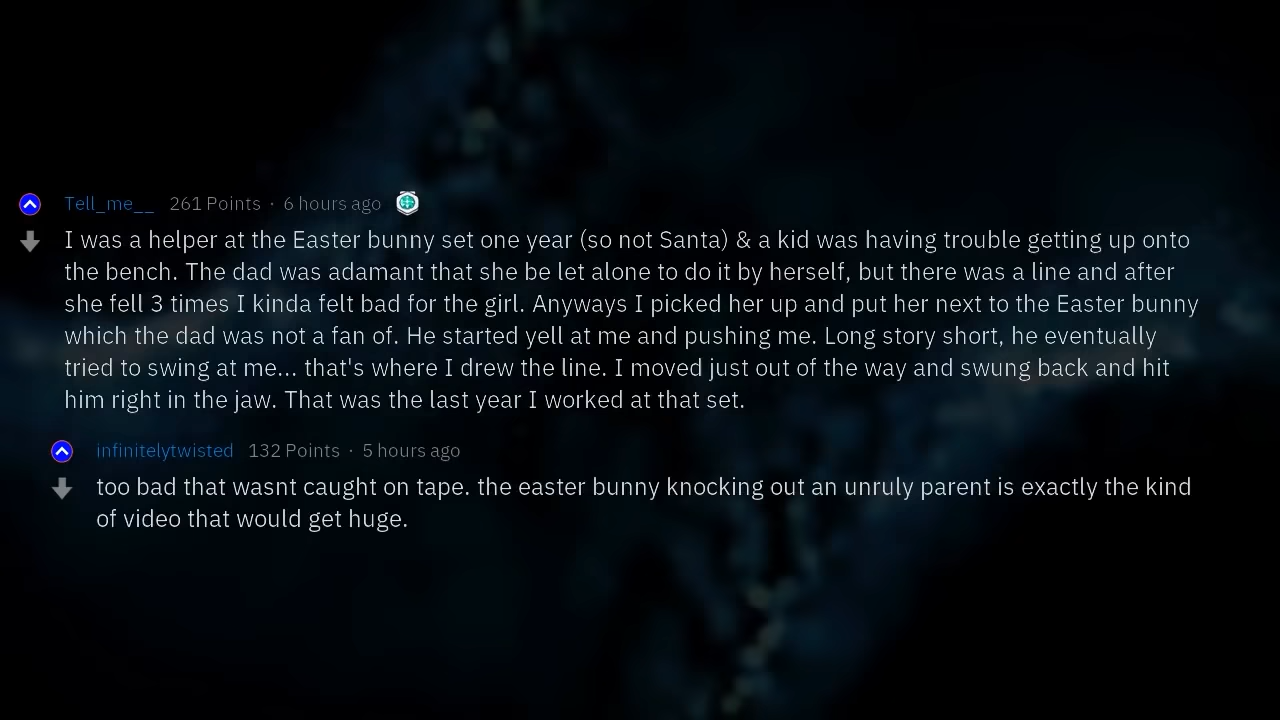 Tell_me__ 261 Points · 6 hours ago
I was a helper at the Easter bunny set one year (so not Santa) & a kid was having trouble getting up onto
the bench. The dad was adamant that she be let alone to do it by herself, but there was a line and after
she fell 3 times I kinda felt bad for the girl. Anyways I picked her up and put her next to the Easter bunny
which the dad was not a fan of. He started yell at me and pushing me. Long story short, he eventually
tried to swing at me... that's where I drew the line. I moved just out of the way and swung back and hit
him right in the jaw. That was the last year I worked at that set.
infinitelytwisted 132 Points · 5 hours ago
too bad that wasnt caught on tape. the easter bunny knocking out an unruly parent is exactly the kind
of video that would get huge.